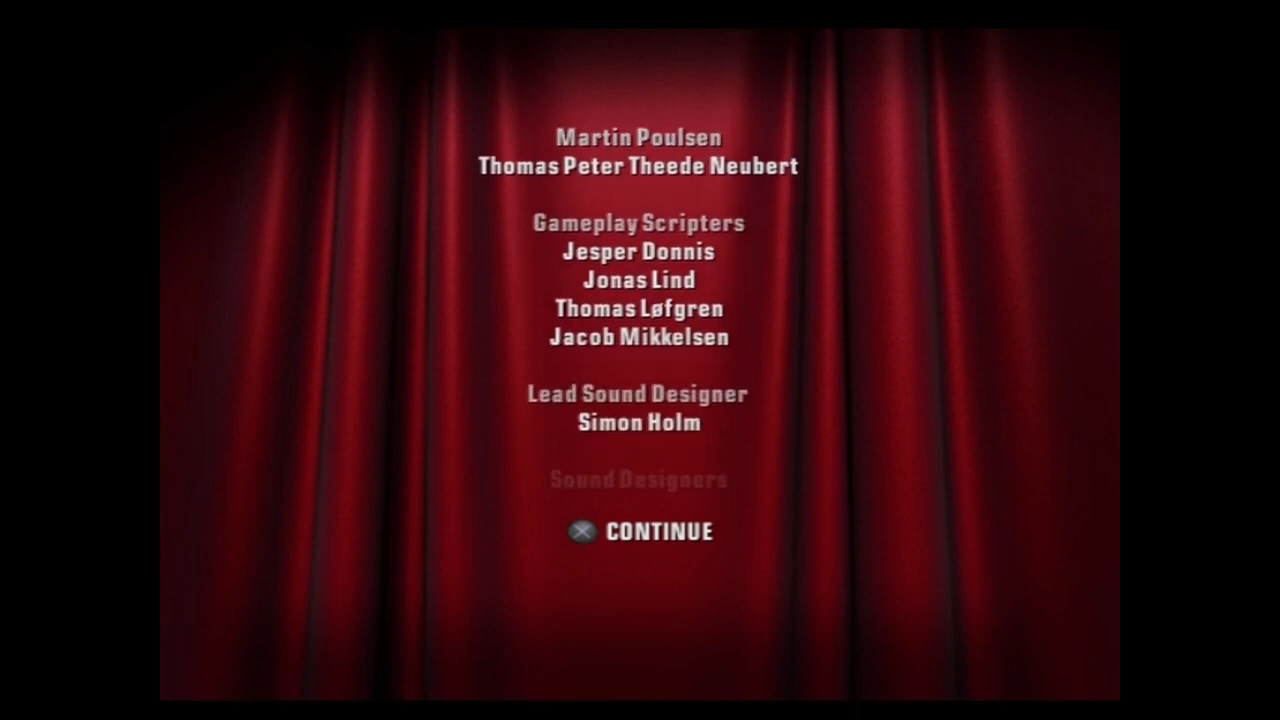 Martin Poulsen
Thomas Peter Theede Neubert
Gameplay Scripters
Jesper Donnis
Jonas Lind
Thomas Løfgren
Jacob Mikkelsen
Lead Sound Designer
Simon Holm
Sound Designers
CONTINUE